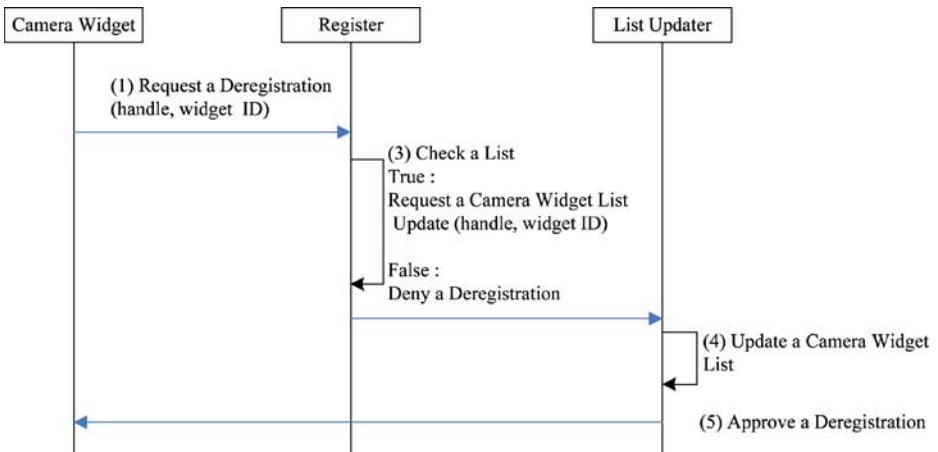 Camera Widget
Register
List Updater
(1) Request a Deregistration
(handle, widget ID)
(3) Check a List
True :
Request a Camera Widget List
Update (handle, widget ID)
False :
Deny a Deregistration
(4) Update a Camera Widget
List
(5) Approve a Deregistration